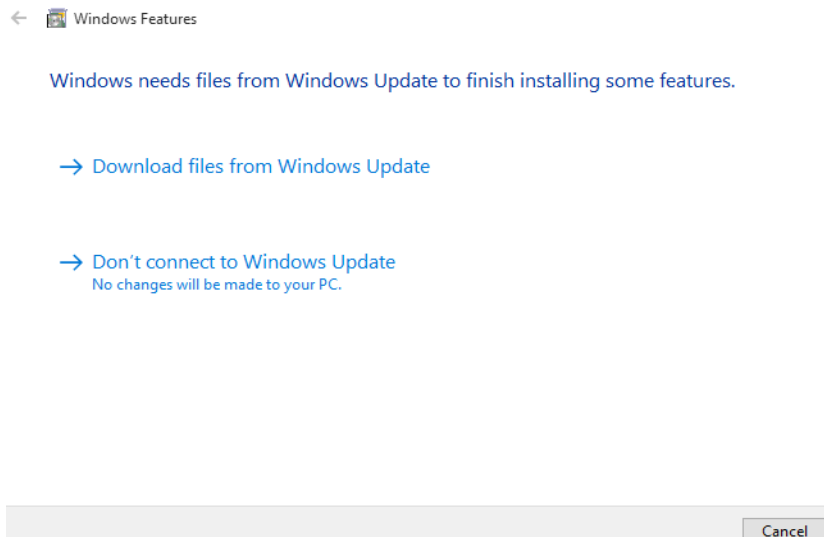 Windows Features
Windows needs files from Windows Update to finish installing some features.
Download files from Windows Update
Don't connect to Windows Update
No changes will be made to your PC.
Cancel